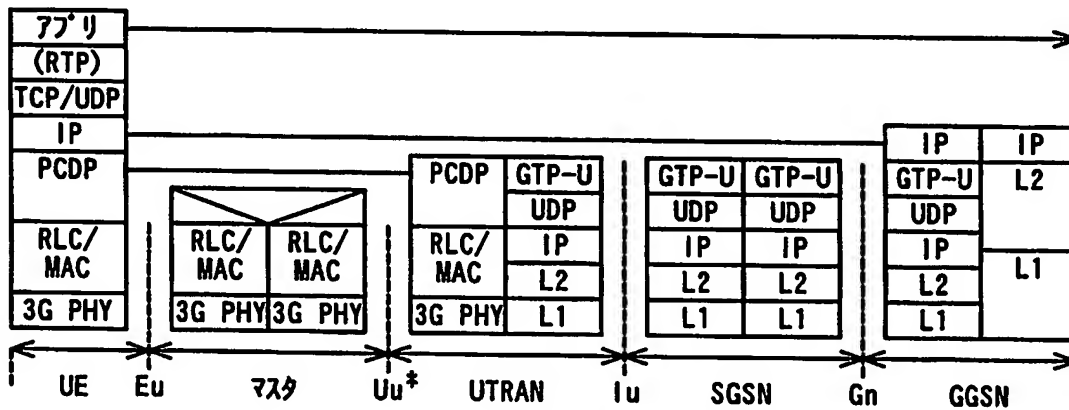 アプリ
(RTP)
TCP/UDP
IP
PCDP
RLC/
MAC
3G PHY
RLC/
MAC
RLC/
MAC
3G PHY
3G PHY
PCDP
GTP-U
UDP
RLC/
MAC
IP
L2
3G PHY
L1
GTP-U
GTP-U
UDP
UDP
IP
IP
L2
L2
L1
L1
IP
IP
GTP-U
L2
UDP
IP
L1
L2
L1
UE
Eu
マスタ
Uu*
UTRAN
Iu
SGSN
Gn
GGSN